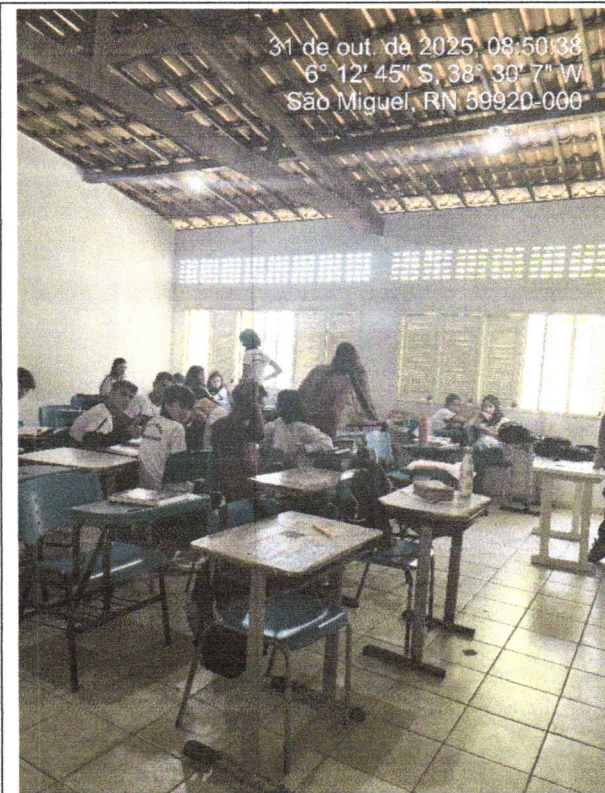 31 de out. de 2025, 08:50:38
6° 12' 45" S, 38° 30' 7" W
São Miguel, RN 59920-000